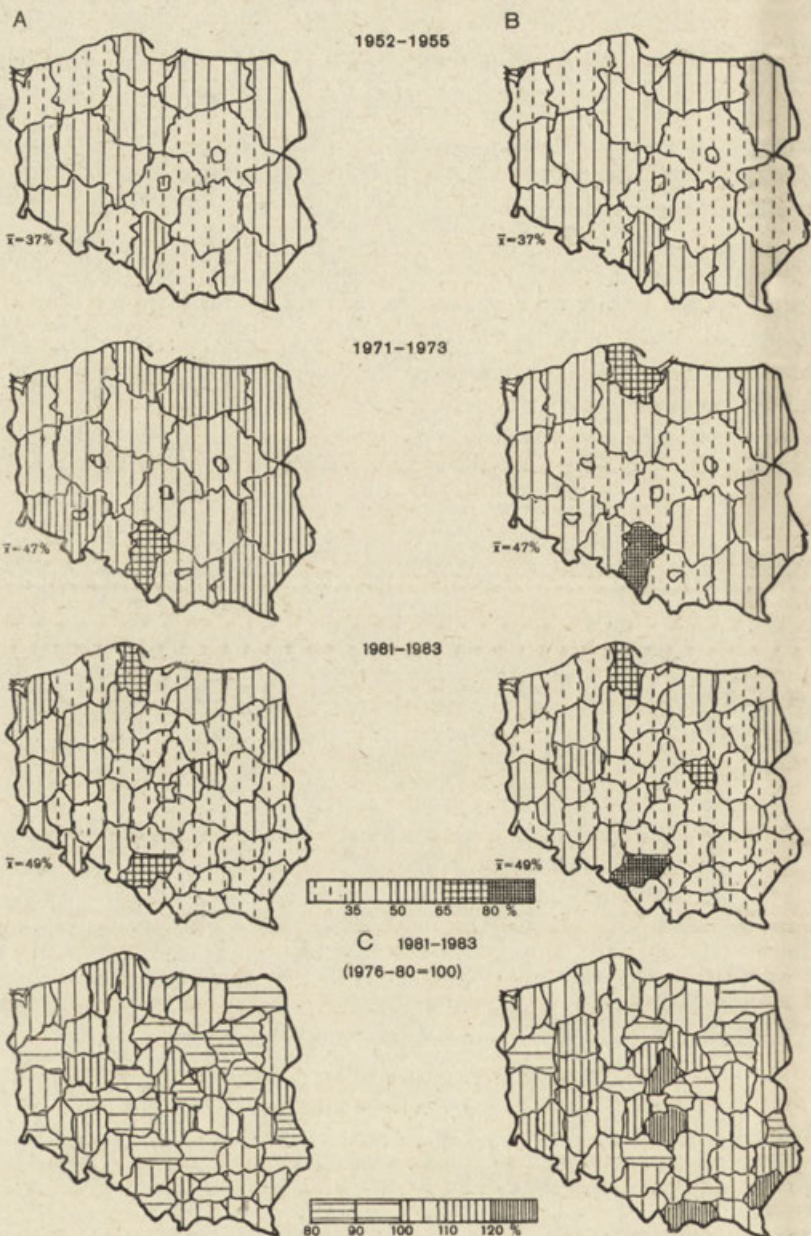 A
1952–1955
B
x̄=37%
x̄=37%
1971–1973
x̄=47%
x̄=47%
1981–1983
x̄=49%
x̄=49%
35 50 65 80 %
C 1981–1983
(1976–80=100)
80 90 100 110 120 %